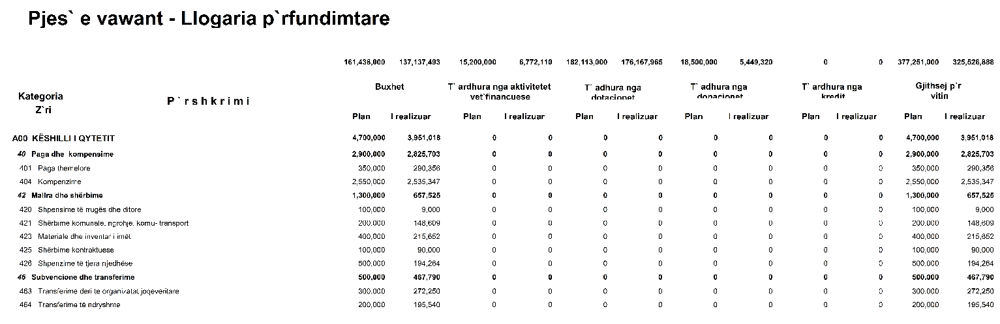 Pjes` e vawant - Llogaria p`rfundimtare
161,438,000 137,137,493 15,200,000 6,772,110 182,113,000 176,167,965 18,500,000 5,449,320 0 0 377,251,000 325,526,888
Kategoria Z`ri P`rshkrimi Buxhet T` ardhura nga aktivitetet vet`financuese T` adhura nga dotacionet T` adhura nga donacionet T` ardhura nga kredit Gjithsej p`r vitin
Plan I realizuar Plan I realizuar Plan I realizuar Plan I realizuar Plan I realizuar Plan I realizuar
A00 KËSHILLI I QYTETIT 4,700,000 3,951,018 0 0 0 0 0 0 0 0 4,700,000 3,951,018
40 Paga dhe kompensime 2,900,000 2,825,703 0 0 0 0 0 0 0 0 2,900,000 2,825,703
401 Paga themelore 350,000 290,356 0 0 0 0 0 0 0 0 350,000 290,356
404 Kompenzime 2,550,000 2,535,347 0 0 0 0 0 0 0 0 2,550,000 2,535,347
42 Mallra dhe shërbime 1,300,000 657,525 0 0 0 0 0 0 0 0 1,300,000 657,525
420 Shpensime të rrugës dhe ditore 100,000 9,000 0 0 0 0 0 0 0 0 100,000 9,000
421 Shërbime komunale, ngrohje, komu- transport 200,000 148,609 0 0 0 0 0 0 0 0 200,000 148,609
423 Materiale dhe inventar i imët 400,000 215,652 0 0 0 0 0 0 0 0 400,000 215,652
425 Shërbime kontraktuese 100,000 90,000 0 0 0 0 0 0 0 0 100,000 90,000
426 Shpenzime të tjera rrjedhëse 500,000 194,264 0 0 0 0 0 0 0 0 500,000 194,264
46 Subvencione dhe transferime 500,000 467,790 0 0 0 0 0 0 0 0 500,000 467,790
463 Transferime deri te organizatat joqeveritare 300,000 272,250 0 0 0 0 0 0 0 0 300,000 272,250
464 Transferime të ndryshme 200,000 195,540 0 0 0 0 0 0 0 0 200,000 195,540